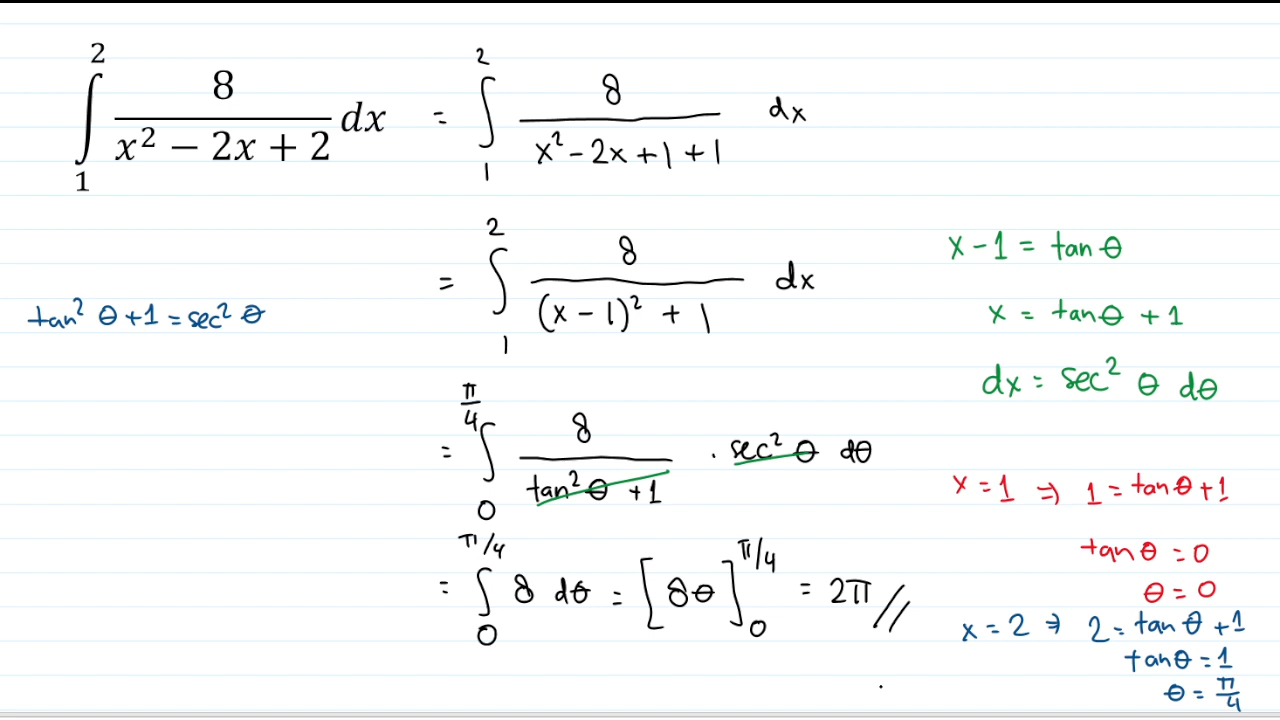 ∫₁² 8/(x² − 2x + 2) dx = ∫₁² 8/(x² - 2x + 1 + 1) dx
= ∫₁² 8/((x - 1)² + 1) dx
x - 1 = tan θ
tan² θ + 1 = sec² θ
x = tan θ + 1
dx = sec² θ dθ
= ∫₀^(π/4) 8/(tan² θ + 1) · sec² θ dθ
x = 1 ⇒ 1 = tan θ + 1
tan θ = 0
θ = 0
= ∫₀^(π/4) 8 dθ = [8θ]₀^(π/4) = 2π //
x = 2 ⇒ 2 = tan θ + 1
tan θ = 1
θ = π/4